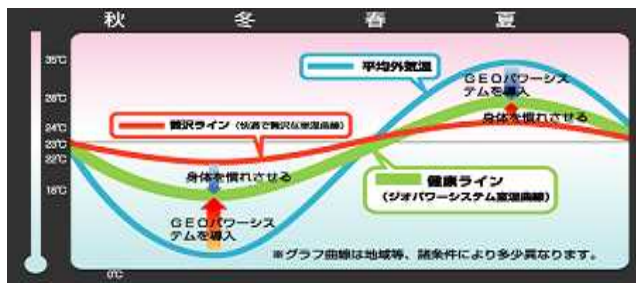 秋 冬 春 夏
35℃
平均外気温
GEOパワーシス
テムを導入
28℃
24℃
贅沢ライン(快適で贅沢な室温曲線)
身体を慣れさせる
23℃
22℃
身体を慣れさせる
健康ライン
(ジオパワーシステム室温曲線)
18℃
GEOパワーシス
テムを導入
※グラフ曲線は地域等、諸条件により多少異なります。
0℃